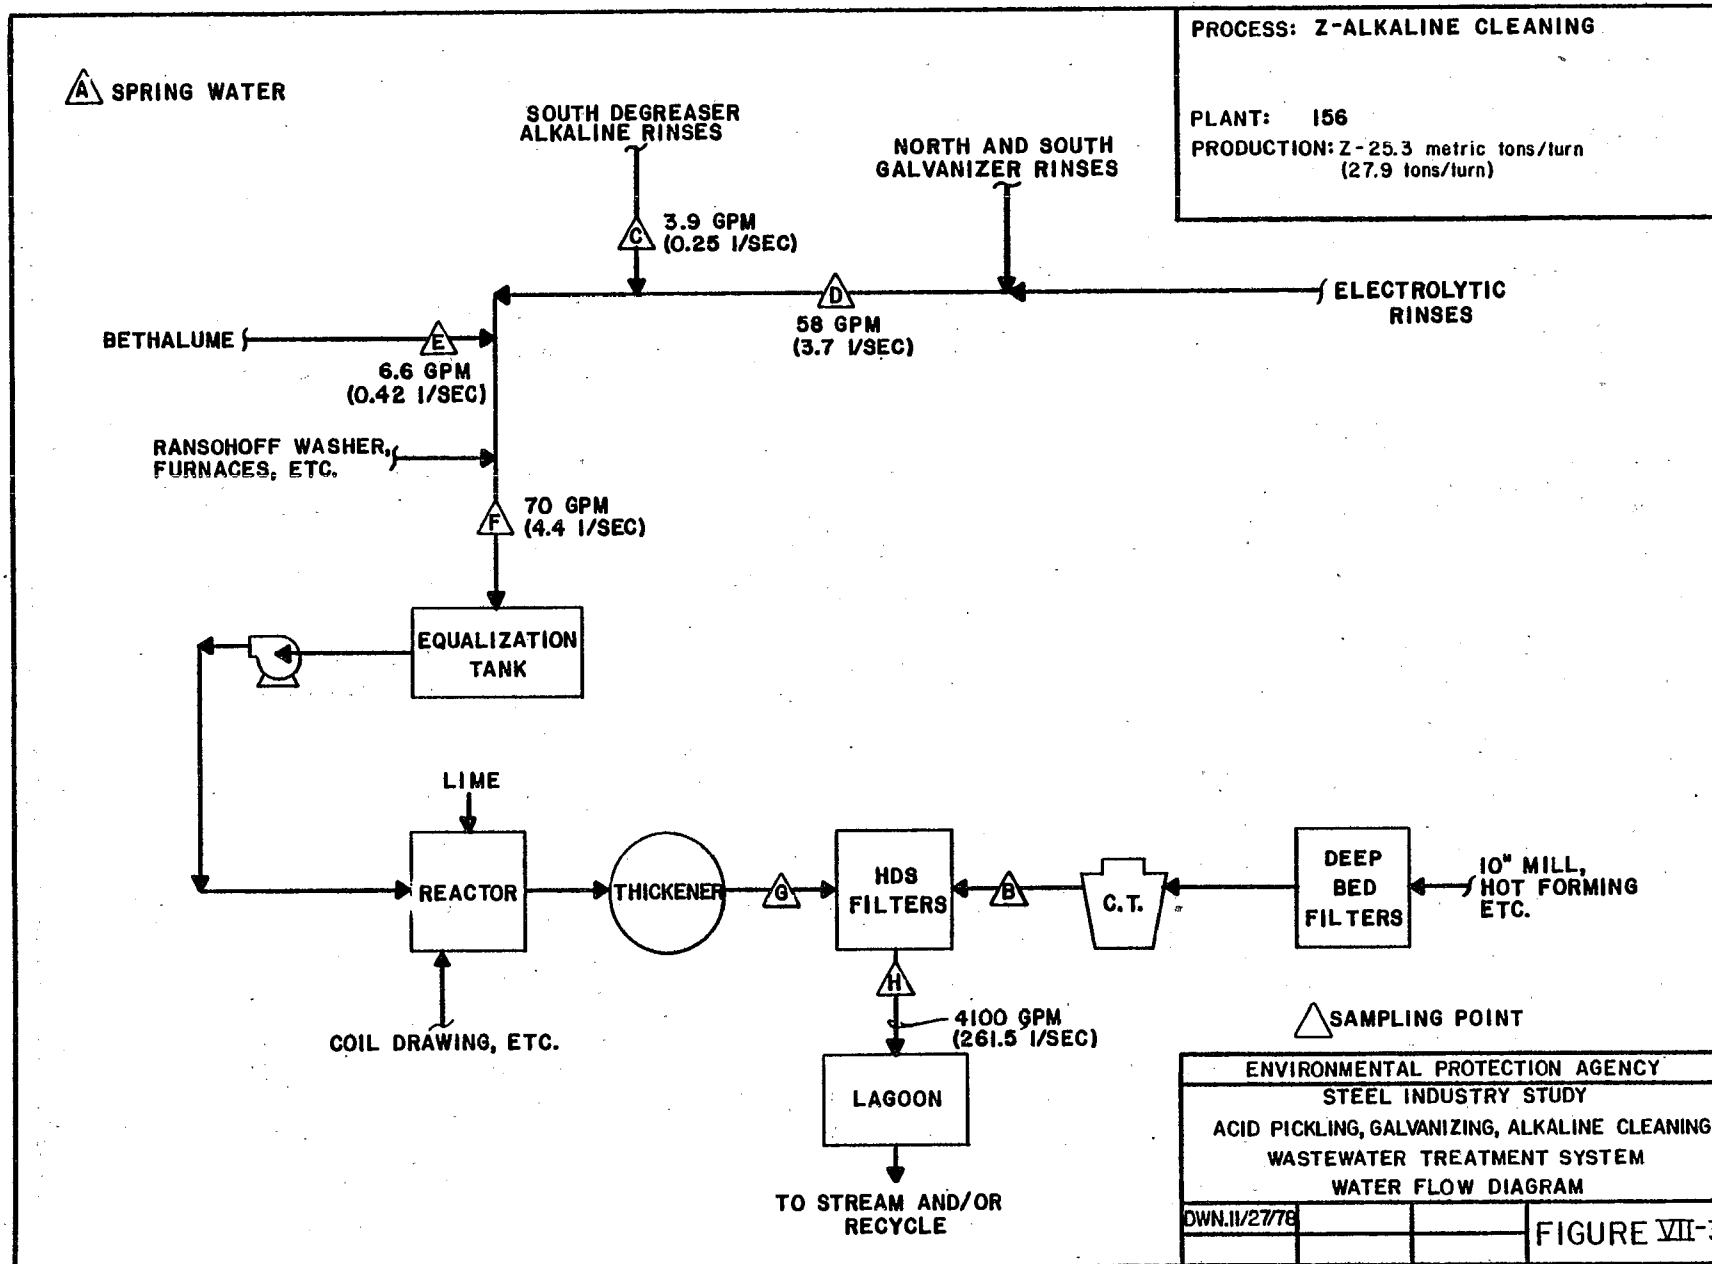 PROCESS: Z-ALKALINE CLEANING
PLANT: 156
PRODUCTION: Z-25.3 metric tons/turn
(27.9 tons/turn)
A SPRING WATER
SOUTH DEGREASER
ALKALINE RINSES
NORTH AND SOUTH
GALVANIZER RINSES
C
3.9 GPM
(0.25 l/SEC)
D
58 GPM
(3.7 l/SEC)
ELECTROLYTIC
RINSES
BETHALUME
E
6.6 GPM
(0.42 l/SEC)
RANSOHOFF WASHER,
FURNACES, ETC.
F
70 GPM
(4.4 l/SEC)
EQUALIZATION
TANK
LIME
REACTOR
THICKENER
G
HDS
FILTERS
B
C.T.
DEEP
BED
FILTERS
10" MILL,
HOT FORMING
ETC.
COIL DRAWING, ETC.
H
4100 GPM
(261.5 l/SEC)
LAGOON
TO STREAM AND/OR
RECYCLE
SAMPLING POINT
ENVIRONMENTAL PROTECTION AGENCY
STEEL INDUSTRY STUDY
ACID PICKLING, GALVANIZING, ALKALINE CLEANING
WASTEWATER TREATMENT SYSTEM
WATER FLOW DIAGRAM
DWN.11/27/78
FIGURE VII-